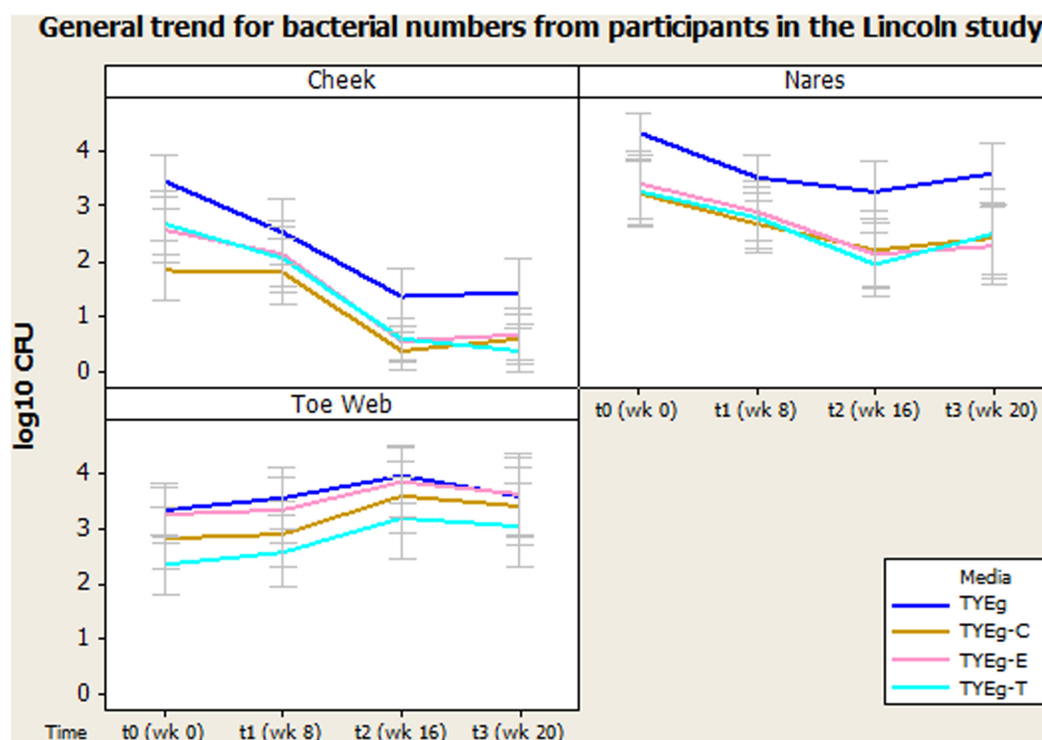 General trend for bacterial numbers from participants in the Lincoln study
Cheek
Nares
4
3
2
1
0
log10 CFU
t0 (wk 0) t1 (wk 8) t2 (wk 16) t3 (wk 20)
Toe Web
4
3
2
1
0
Time t0 (wk 0) t1 (wk 8) t2 (wk 16) t3 (wk 20)
Media
TYEg
TYEg-C
TYEg-E
TYEg-T